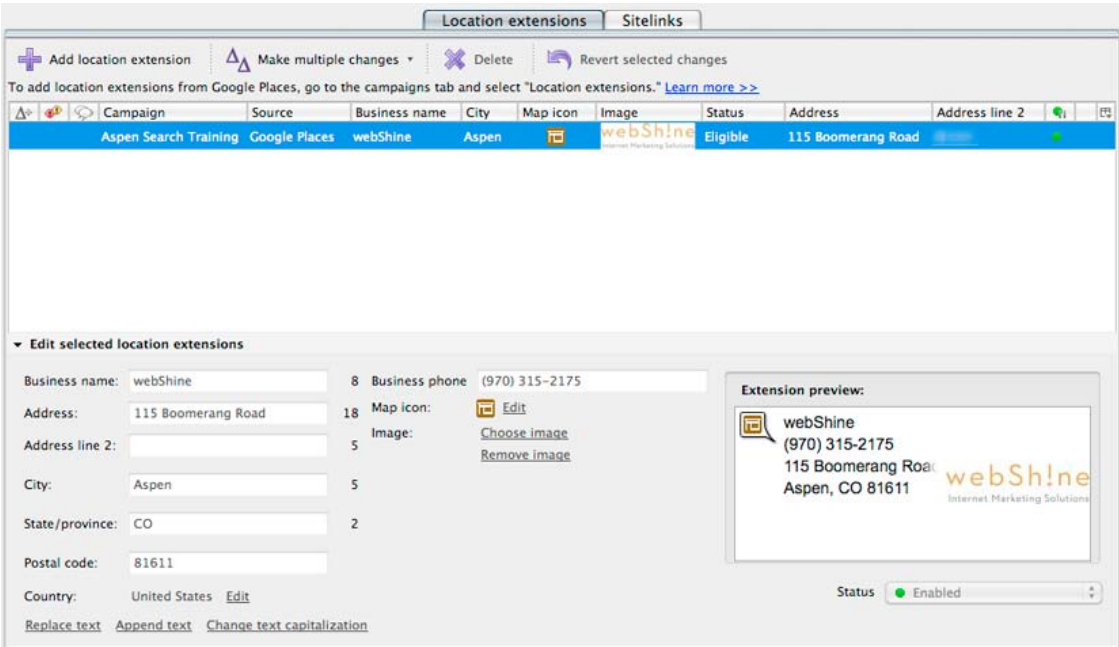 Location extensions Sitelinks
Add location extension Make multiple changes Delete Revert selected changes
To add location extensions from Google Places, go to the campaigns tab and select "Location extensions." Learn more >>
Campaign Source Business name City Map icon Image Status Address Address line 2
Aspen Search Training Google Places webShine Aspen webSh!ne Internet Marketing Solutions Eligible 115 Boomerang Road
Edit selected location extensions
Business name: webShine 8 Business phone (970) 315-2175
Address: 115 Boomerang Road 18 Map icon: Edit
Image: Choose image
Address line 2: 5
Remove image
City: Aspen 5
State/province: CO 2
Postal code: 81611
Country: United States Edit
Replace text Append text Change text capitalization
Extension preview:
webShine
(970) 315-2175
115 Boomerang
Aspen, CO 81611
webSh!ne
Internet Marketing Solutions
Status Enabled